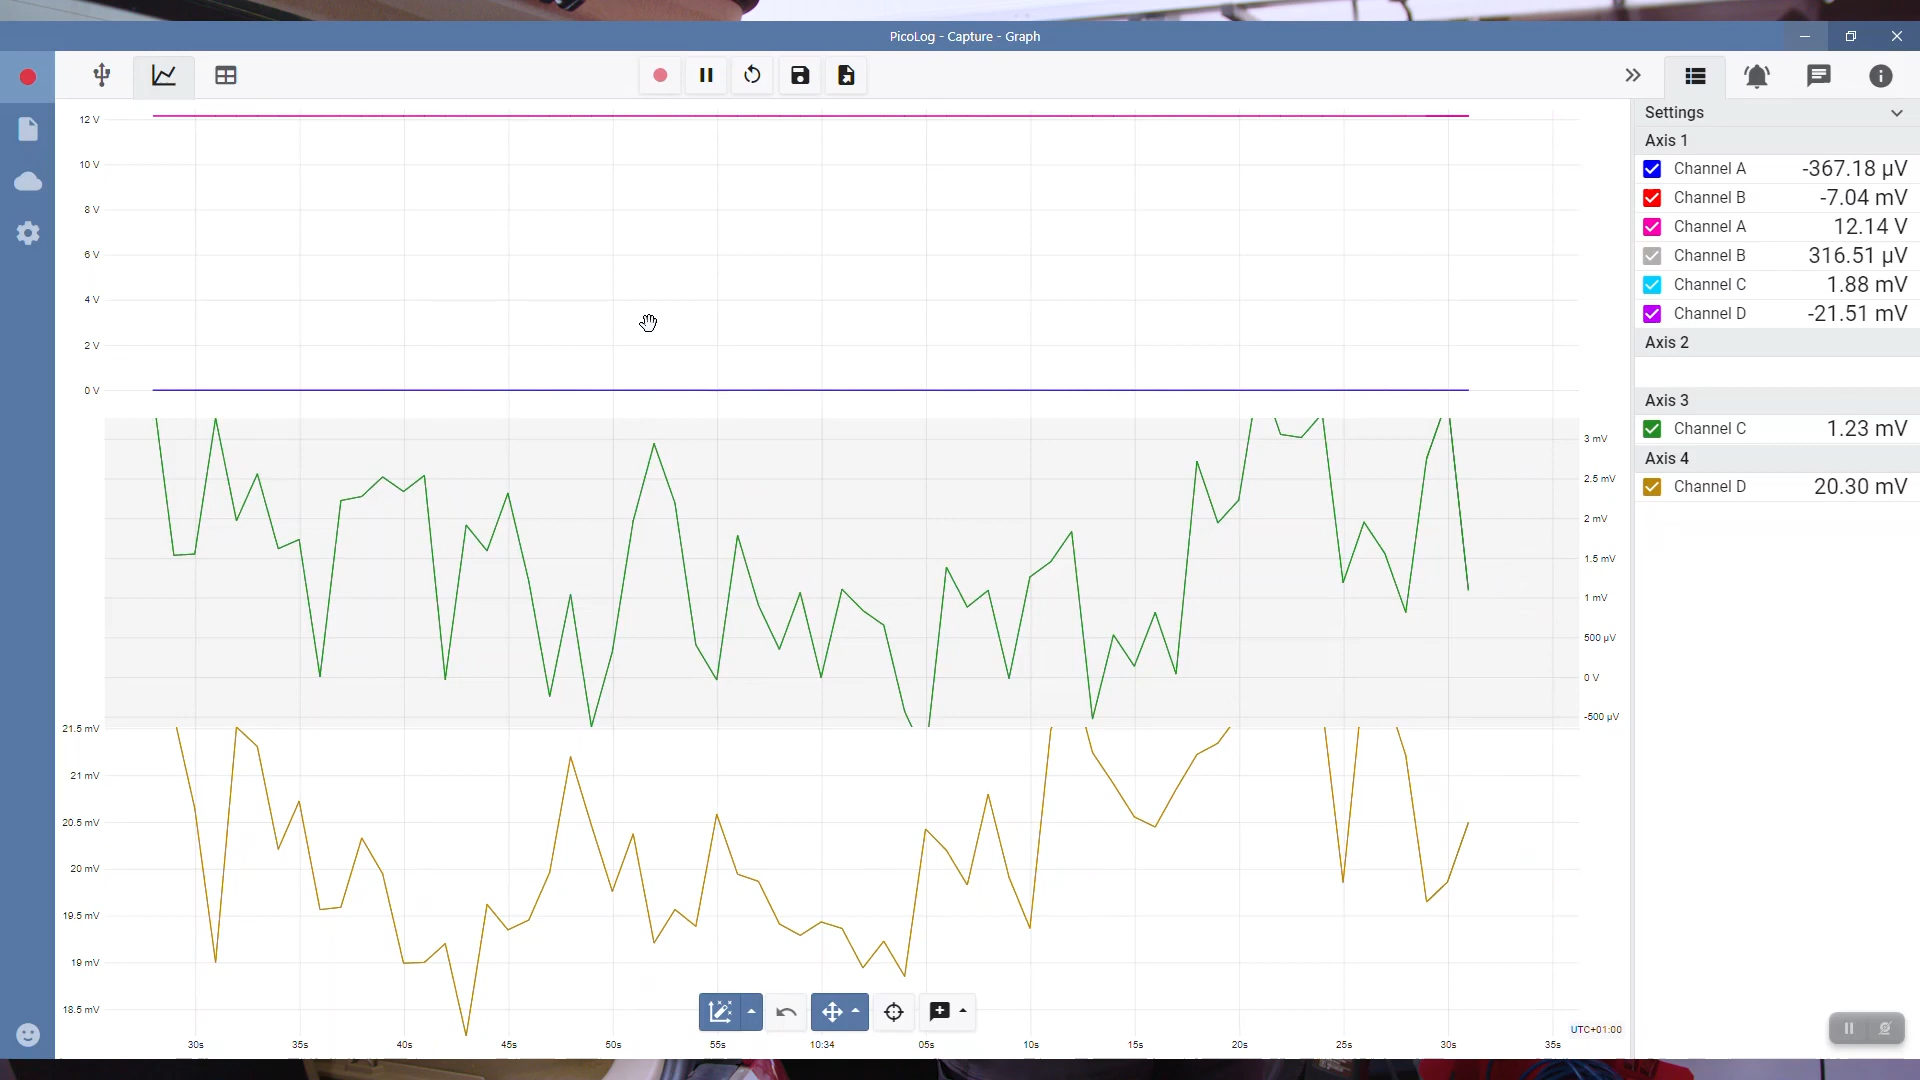 PicoLog - Capture - Graph
Settings
Axis 1
Channel A -367.18 µV
Channel B -7.04 mV
Channel A 12.14 V
Channel B 316.51 µV
Channel C 1.88 mV
Channel D -21.51 mV
Axis 2
Axis 3
Channel C 1.23 mV
Axis 4
Channel D 20.30 mV
12 V
10 V
8 V
6 V
4 V
2 V
0 V
3 mV
2.5 mV
2 mV
1.5 mV
1 mV
500 µV
0 V
-500 µV
21.5 mV
21 mV
20.5 mV
20 mV
19.5 mV
19 mV
18.5 mV
UTC+01:00
30s 35s 40s 45s 50s 55s 10:34 05s 10s 15s 20s 25s 30s 35s